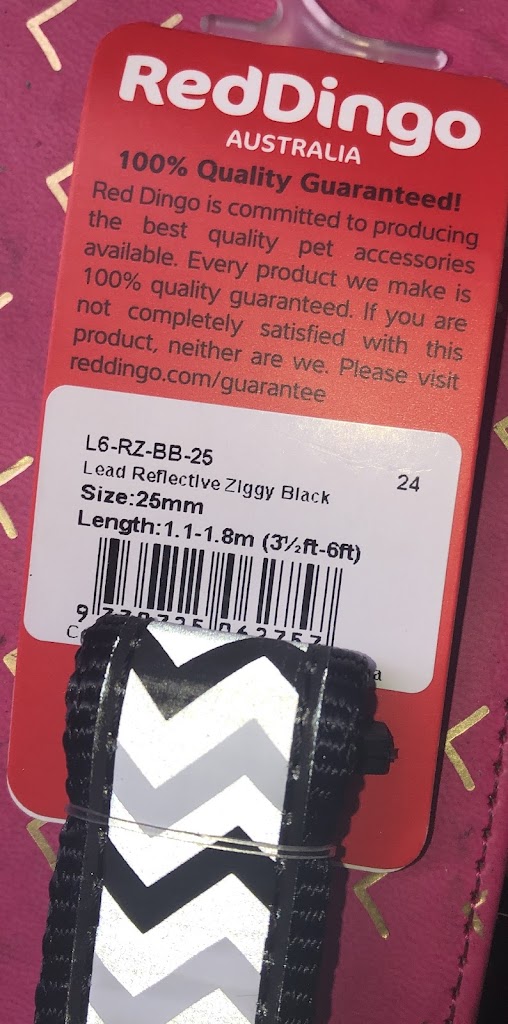 RedDingo
AUSTRALIA
100% Quality Guaranteed!
Red Dingo is committed to producing
the best quality pet accessories
available. Every product we make is
100% quality guaranteed. If you are
not completely satisfied with this
product, neither are we. Please visit
reddingo.com/guarantee
L6-RZ-BB-25
24
Lead Reflective Ziggy Black
Size:25mm
Length:1.1-1.8m (3½ft-6ft)
9 330725 062757